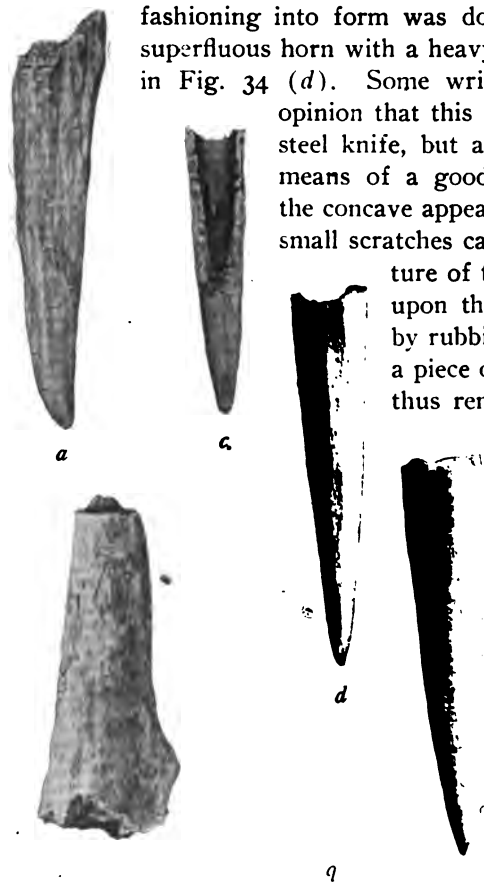 fashioning into form was do
superfluous horn with a heavy
in Fig. 34 (d). Some wri
opinion that this
steel knife, but a
means of a good
the concave appea
small scratches ca
ture of t
upon th
by rubbi
a piece o
thus ren
a
c
d